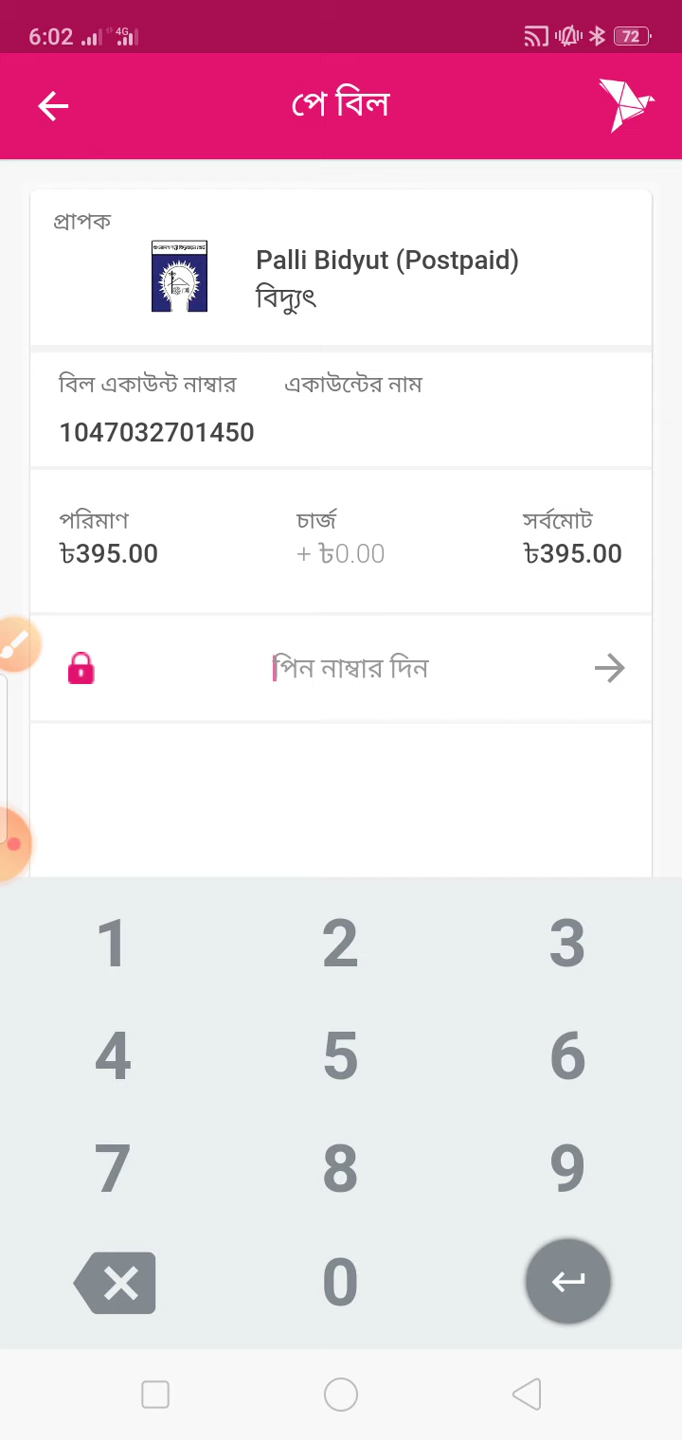 6:02 4G 72
পে বিল
প্রাপক
Palli Bidyut (Postpaid)
বিদ্যুৎ
বিল একাউন্ট নাম্বার একাউন্টের নাম
1047032701450
পরিমাণ চার্জ সর্বমোট
৳395.00 + ৳0.00 ৳395.00
পিন নাম্বার দিন
1 2 3
4 5 6
7 8 9
0